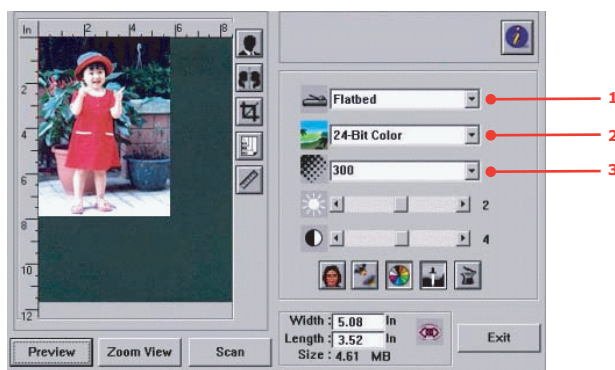 In 2 4 6 8
2
4
6
8
10
12
Flatbed
1
24-Bit Color
2
300
3
2
4
Width : 5.08 In
Length : 3.52 In
Size : 4.61 MB
Preview
Zoom View
Scan
Exit